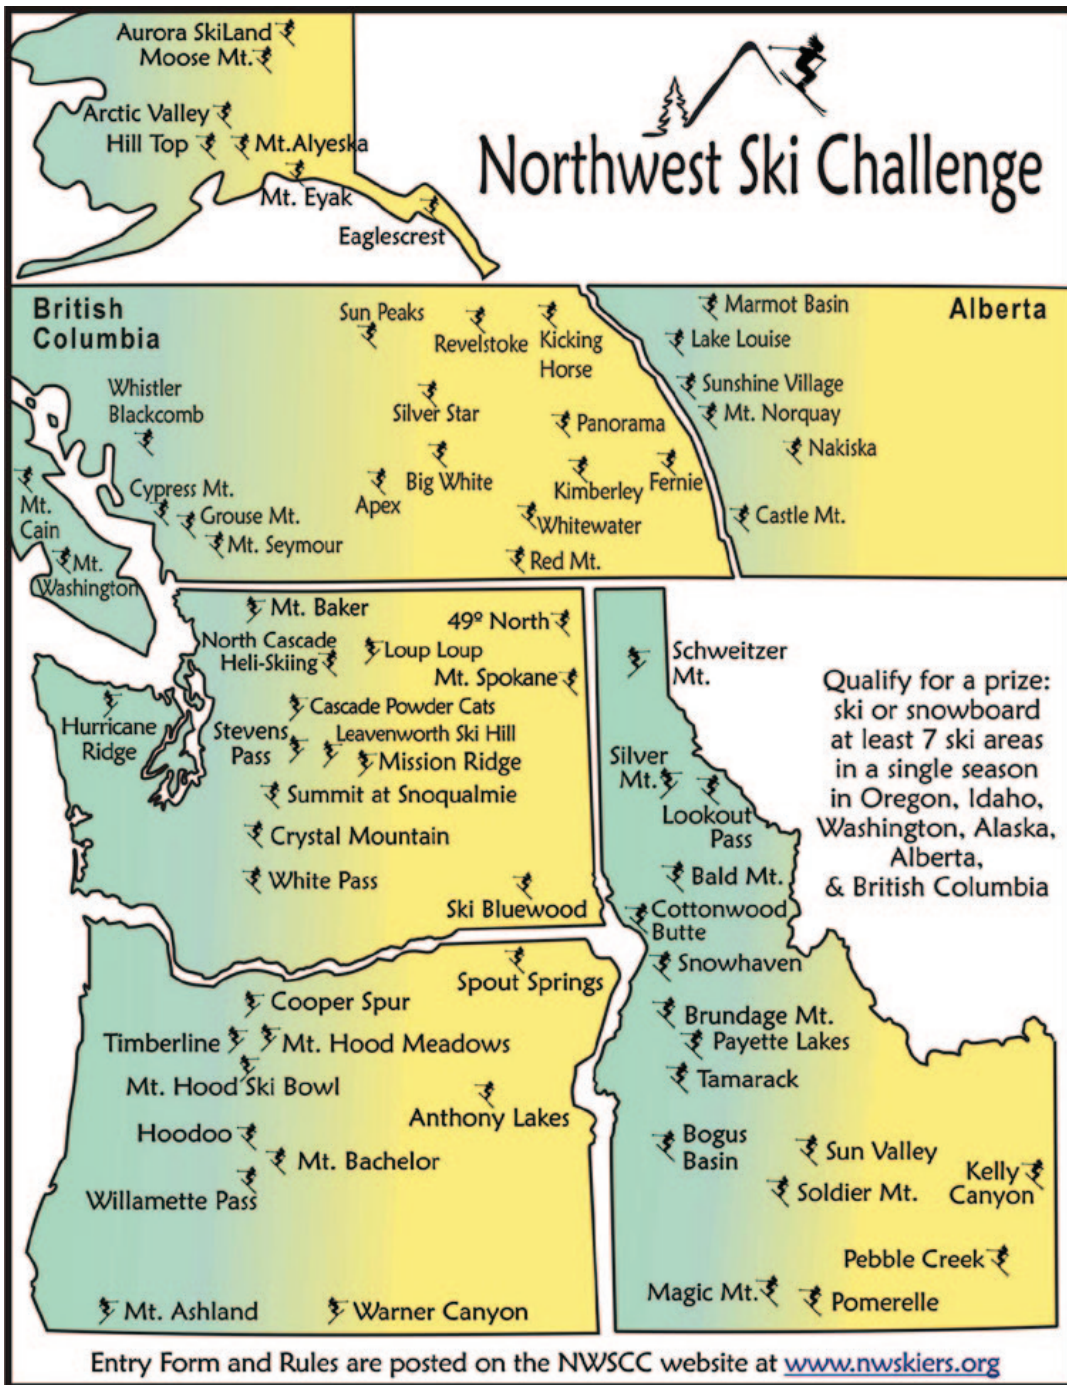 Aurora SkiLand
Moose Mt.
Arctic Valley
Hill Top
Mt.Alyeska
Mt. Eyak
Eaglescrest
Northwest Ski Challenge
British
Columbia
Sun Peaks
Revelstoke
Kicking
Horse
Whistler
Blackcomb
Silver Star
Panorama
Big White
Apex
Kimberley
Fernie
Whitewater
Red Mt.
Cypress Mt.
Grouse Mt.
Mt. Seymour
Mt.
Cain
Mt.
Washington
Alberta
Marmot Basin
Lake Louise
Sunshine Village
Mt. Norquay
Nakiska
Castle Mt.
Mt. Baker
49º North
North Cascade
Heli-Skiing
Loup Loup
Mt. Spokane
Hurricane
Ridge
Cascade Powder Cats
Stevens
Pass
Leavenworth Ski Hill
Mission Ridge
Summit at Snoqualmie
Crystal Mountain
White Pass
Ski Bluewood
Schweitzer
Mt.
Silver
Mt.
Lookout
Pass
Bald Mt.
Cottonwood
Butte
Snowhaven
Brundage Mt.
Payette Lakes
Tamarack
Bogus
Basin
Sun Valley
Soldier Mt.
Kelly
Canyon
Pebble Creek
Magic Mt.
Pomerelle
Qualify for a prize:
ski or snowboard
at least 7 ski areas
in a single season
in Oregon, Idaho,
Washington, Alaska,
Alberta,
& British Columbia
Spout Springs
Cooper Spur
Timberline
Mt. Hood Meadows
Mt. Hood Ski Bowl
Anthony Lakes
Hoodoo
Mt. Bachelor
Willamette Pass
Mt. Ashland
Warner Canyon
Entry Form and Rules are posted on the NWSCC website at www.nwskiers.org